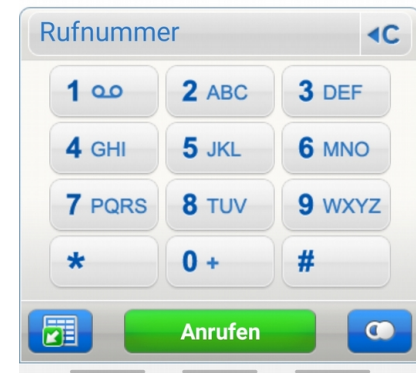 Rufnummer C
1 2 ABC 3 DEF
4 GHI 5 JKL 6 MNO
7 PQRS 8 TUV 9 WXYZ
* 0 + #
Anrufen